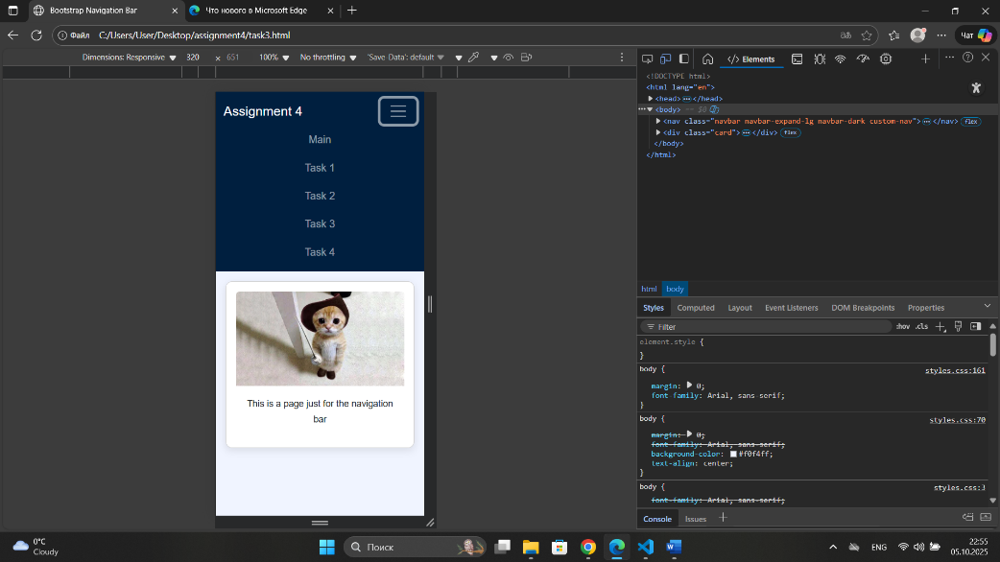 Bootstrap Navigation Bar
Что нового в Microsoft Edge
Файл C:/Users/User/Desktop/assignment4/task3.html
Чат
Dimensions: Responsive 320 × 651 100% No throttling 'Save-Data': default
Elements
<!DOCTYPE html>
<html lang="en">
<head> </head>
<body> == $0
<nav class="navbar navbar-expand-lg navbar-dark custom-nav"> </nav> flex
<div class="card"> </div> flex
</body>
</html>
Assignment 4
Main
Task 1
Task 2
Task 3
Task 4
This is a page just for the navigation
bar
html body
Styles Computed Layout Event Listeners DOM Breakpoints Properties
Filter :hov .cls
element.style {
}
body { styles.css:161
margin: 0;
font-family: Arial, sans-serif;
}
body { styles.css:70
margin: 0;
font-family: Arial, sans-serif;
background-color: #f0f4ff;
text-align: center;
}
body { styles.css:3
font-family: Arial, sans-serif;
Console Issues
0°C
Cloudy
Поиск
ENG
22:55
05.10.2025